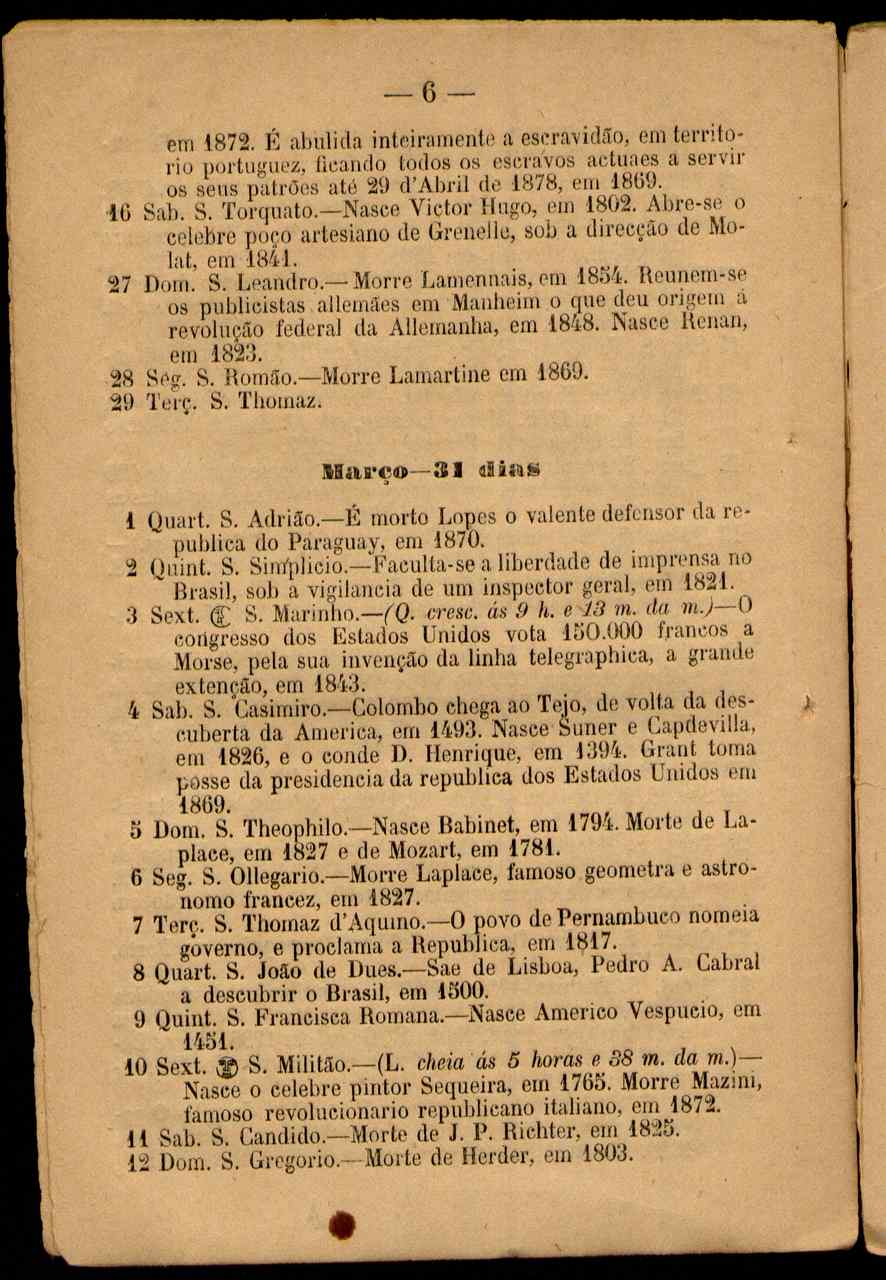 — 6 —
em 1872. É abulida inteiramente a escravidão, em territo-
rio portuguez, ficando todos os escravos actuaes a servir
os seus patrões até 29 d'Abril de 1878, em 1869.
16 Sab. S. Torquato.—Nasce Victor Hugo, em 1802. Abre-se o
celebre poço artesiano de Grenelle, sob a direcção de Mo-
lat, em 1841.
27 Dom. S. Leandro.—Morre Lamennais, em 1854. Reunem-se
os publicistas allemães em Manheim o que deu origem á
revolução federal da Allemanha, em 1848. Nasce Renan,
em 1823.
28 Seg. S. Romão.—Morre Lamartine em 1869.
29 Terç. S. Thomaz.
Março—31 dias
1 Quart. S. Adrião.—É morto Lopes o valente defensor da re-
publica do Paraguay, em 1870.
2 Quint. S. Simplicio.—Faculta-se a liberdade de imprensa no
Brasil, sob a vigilancia de um inspector geral, em 1821.
3 Sext. S. Marinho.—(Q. cresc. ás 9 h. e 13 m. da m.)—O
congresso dos Estados Unidos vota 150.000 francos a
Morse, pela sua invenção da linha telegraphica, a grande
extenção, em 1843.
4 Sab. S. Casimiro.—Colombo chega ao Tejo, de volta da des-
cuberta da America, em 1493. Nasce Suner e Capdevilla,
em 1826, e o conde D. Henrique, em 1394. Grant toma
posse da presidencia da republica dos Estados Unidos em
1869.
5 Dom. S. Theophilo.—Nasce Babinet, em 1794. Morte de La-
place, em 1827 e de Mozart, em 1781.
6 Seg. S. Ollegario.—Morre Laplace, famoso geometra e astro-
nomo francez, em 1827.
7 Terç. S. Thomaz d'Aquino.—O povo de Pernambuco nomeia
governo, e proclama a Republica, em 1817.
8 Quart. S. João de Dues.—Sae de Lisboa, Pedro A. Cabral
a descubrir o Brasil, em 1500.
9 Quint. S. Francisca Romana.—Nasce Americo Vespucio, em
1451.
10 Sext. S. Militão.—(L. cheia ás 5 horas e 38 m. da m.)—
Nasce o celebre pintor Sequeira, em 1765. Morre Mazini,
famoso revolucionario republicano italiano, em 1872.
11 Sab. S. Candido.—Morte de J. P. Richter, em 1825.
12 Dom. S. Gregorio.—Morte de Herder, em 1803.